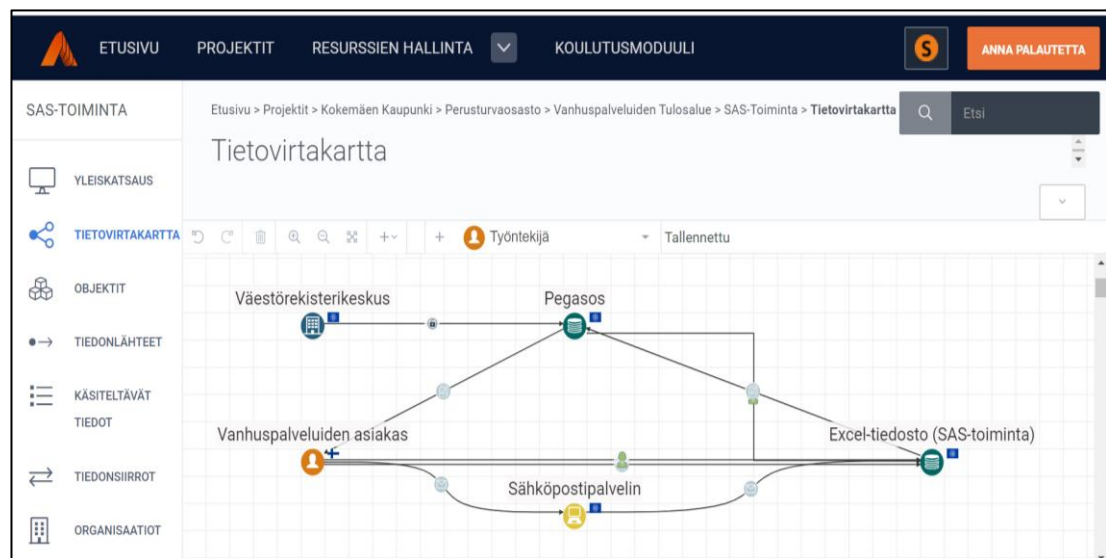 ETUSIVU PROJEKTIT RESURSSIEN HALLINTA KOULUTUSMODUULI S ANNA PALAUTETTA
SAS-TOIMINTA
Etusivu > Projektit > Kokemäen Kaupunki > Perusturvaosasto > Vanhuspalveluiden Tulosalue > SAS-Toiminta > Tietovirtakartta
Etsi
Tietovirtakartta
YLEISKATSAUS
TIETOVIRTAKARTTA
OBJEKTIT
TIEDONLÄHTEET
KÄSITELTÄVÄT
TIEDOT
TIEDONSIIRROT
ORGANISAATIOT
Työntekijä Tallennettu
Väestörekisterikeskus Pegasos
Vanhuspalveluiden asiakas Excel-tiedosto (SAS-toiminta)
Sähköpostipalvelin